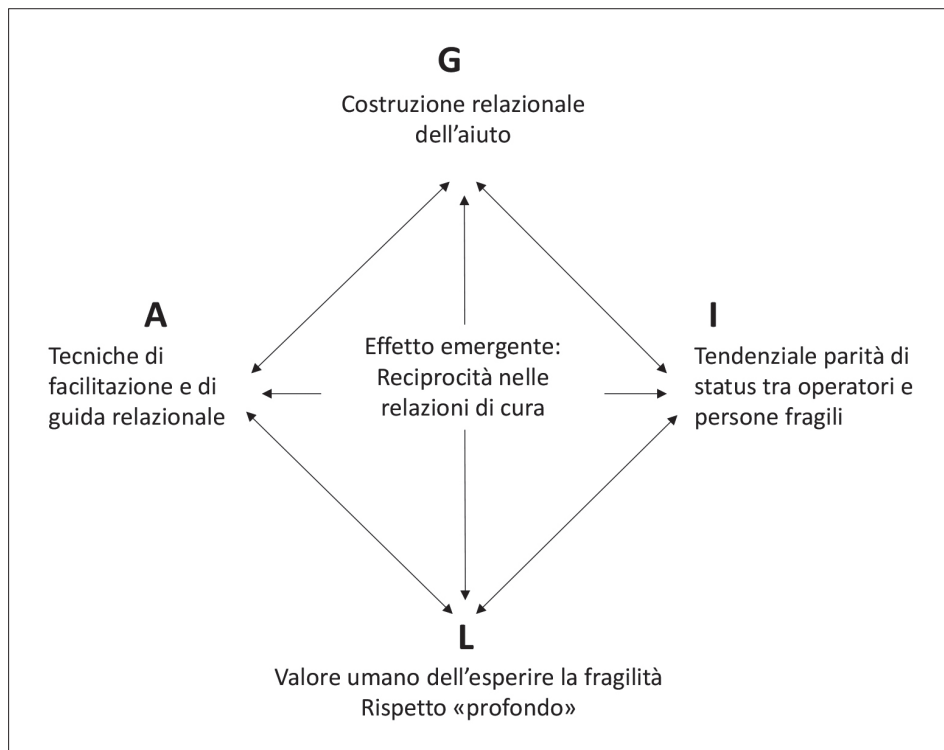 G
Costruzione relazionale
dell’aiuto
A
Tecniche di
facilitazione e di
guida relazionale
Effetto emergente:
Reciprocità nelle
relazioni di cura
I
Tendenziale parità di
status tra operatori e
persone fragili
L
Valore umano dell’esperire la fragilità
Rispetto «profondo»